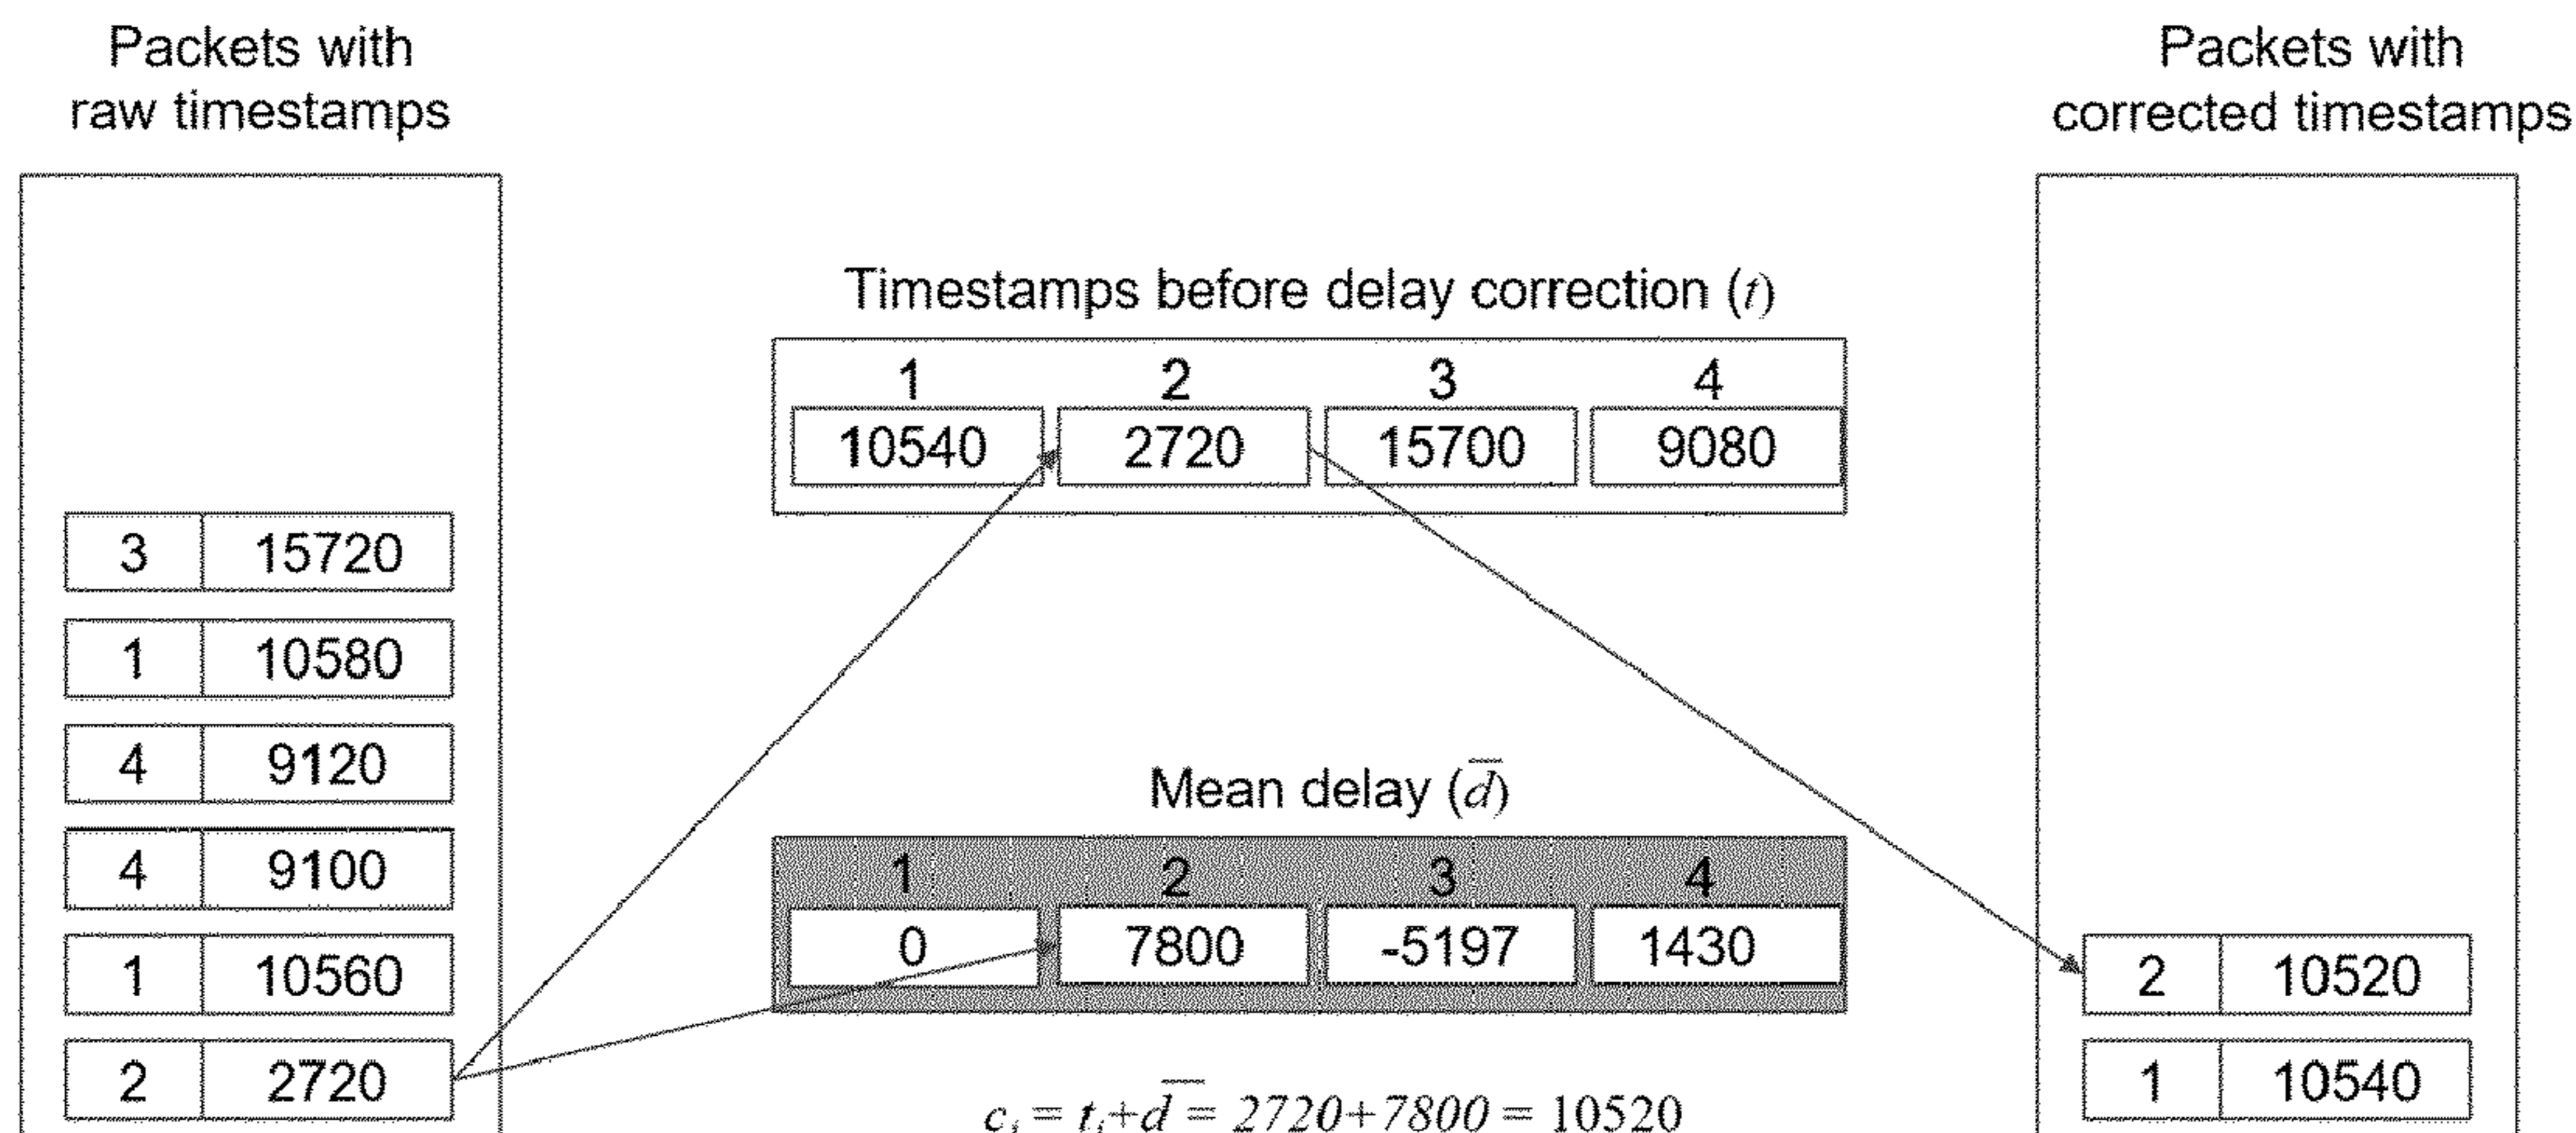 Packets with
raw timestamps
Packets with
corrected timestamps
Timestamps before delay correction (t)
1 2 3 4
10540 2720 15700 9080
3 15720
1 10580
4 9120
4 9100
1 10560
2 2720
Mean delay (d̅)
1 2 3 4
0 7800 -5197 1430
cᵢ = tᵢ+d̅ = 2720+7800 = 10520
2 10520
1 10540